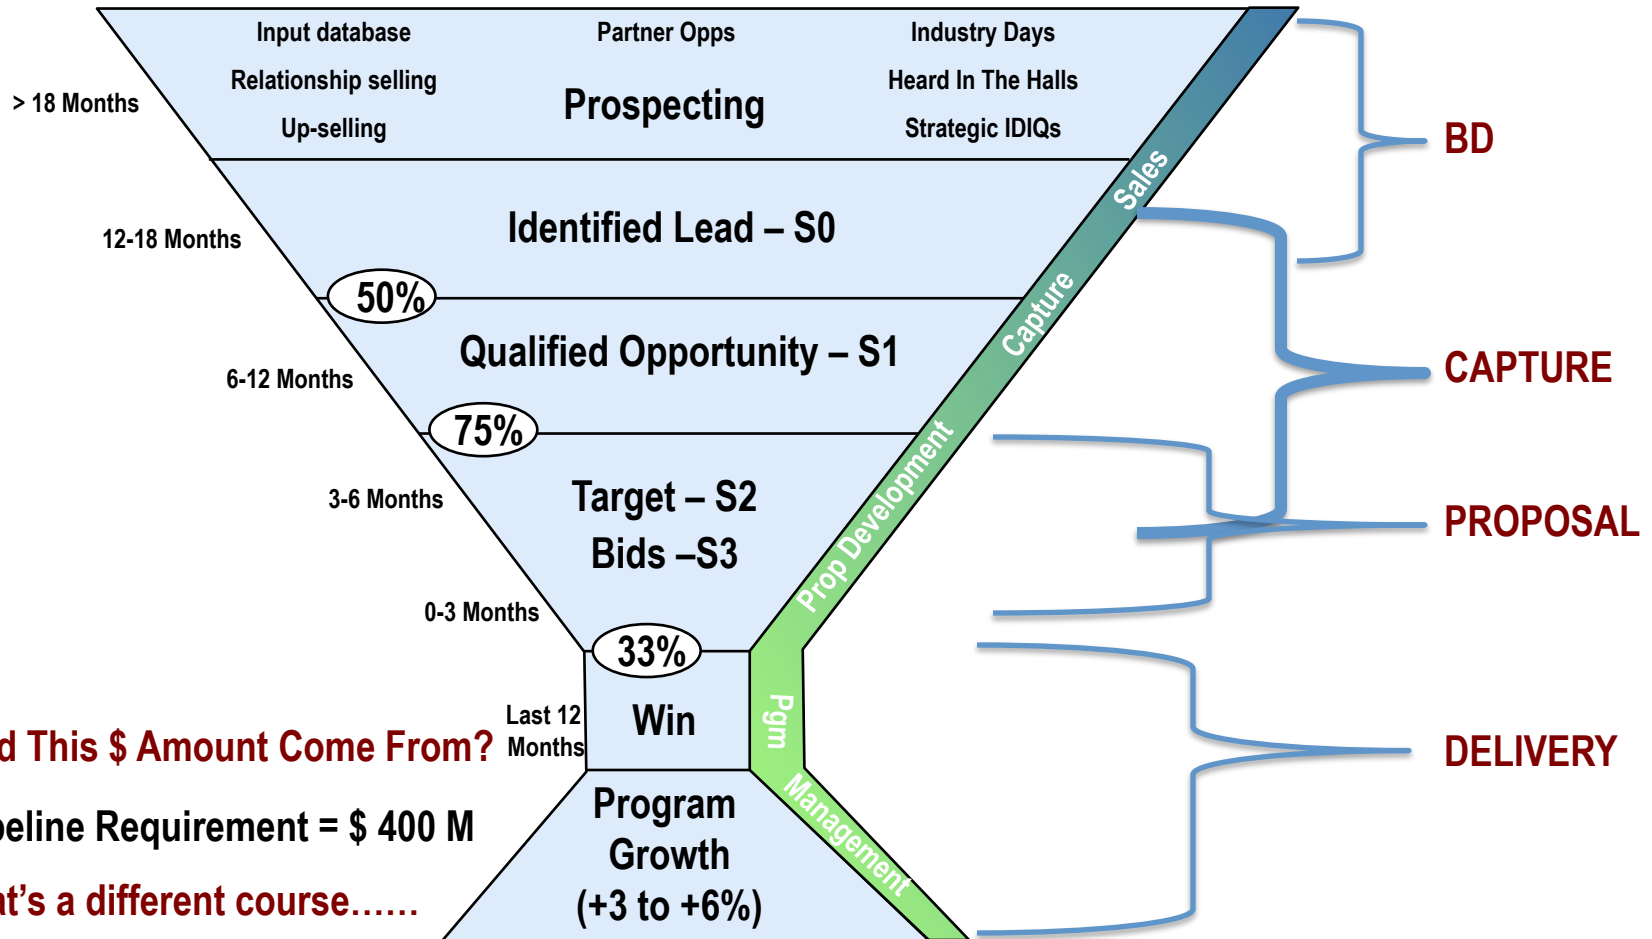 Input database
Partner Opps
Industry Days
Relationship selling
Prospecting
Heard In The Halls
Up-selling
Strategic IDIQs
> 18 Months
BD
Sales
Identified Lead – S0
12-18 Months
50%
Capture
Qualified Opportunity – S1
6-12 Months
CAPTURE
75%
Prop Development
Target – S2
3-6 Months
Bids –S3
PROPOSAL
0-3 Months
33%
Win
Last 12
Months
Pgm
Management
DELIVERY
This $ Amount Come From?
Requirement = $ 400 M
a different course……
Program
Growth
(+3 to +6%)